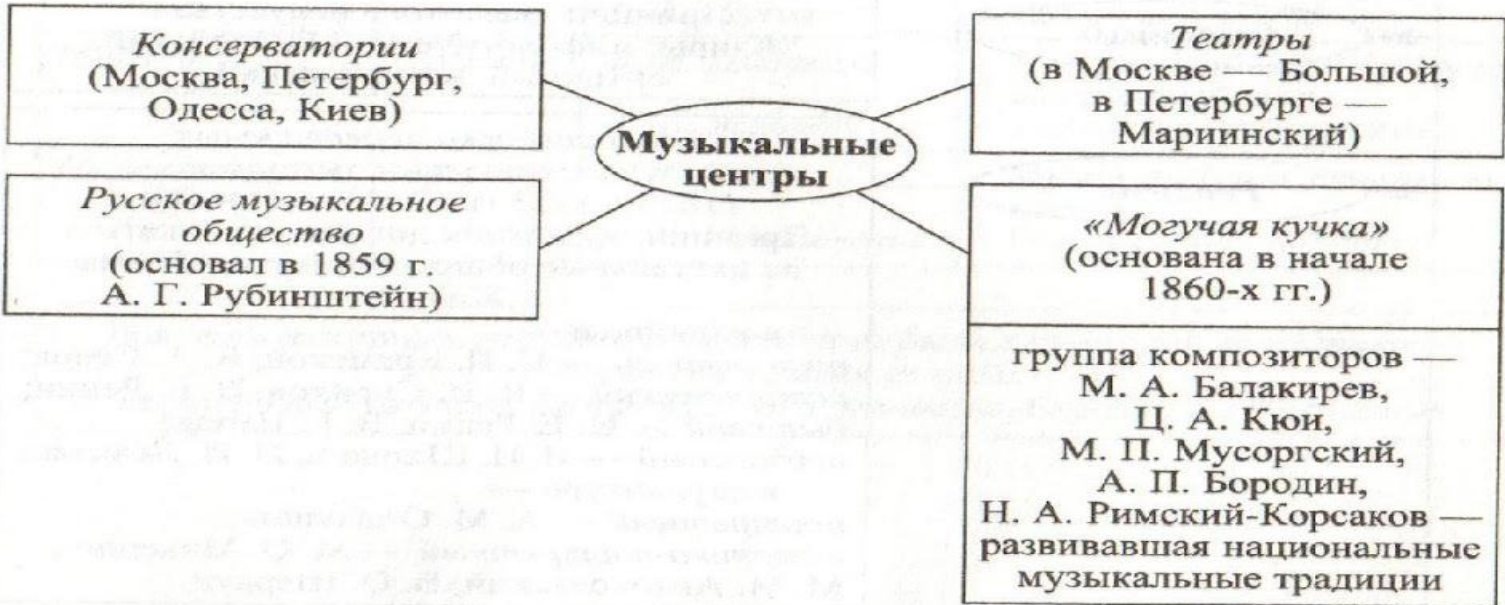 Консерватории
(Москва, Петербург,
Одесса, Киев)
Русское музыкальное
общество
(основал в 1859 г.
А. Г. Рубинштейн)
Музыкальные
центры
Театры
(в Москве — Большой,
в Петербурге —
Мариинский)
«Могучая кучка»
(основана в начале
1860-х гг.)
группа композиторов —
М. А. Балакирев,
Ц. А. Кюи,
М. П. Мусоргский,
А. П. Бородин,
Н. А. Римский-Корсаков —
развивавшая национальные
музыкальные традиции